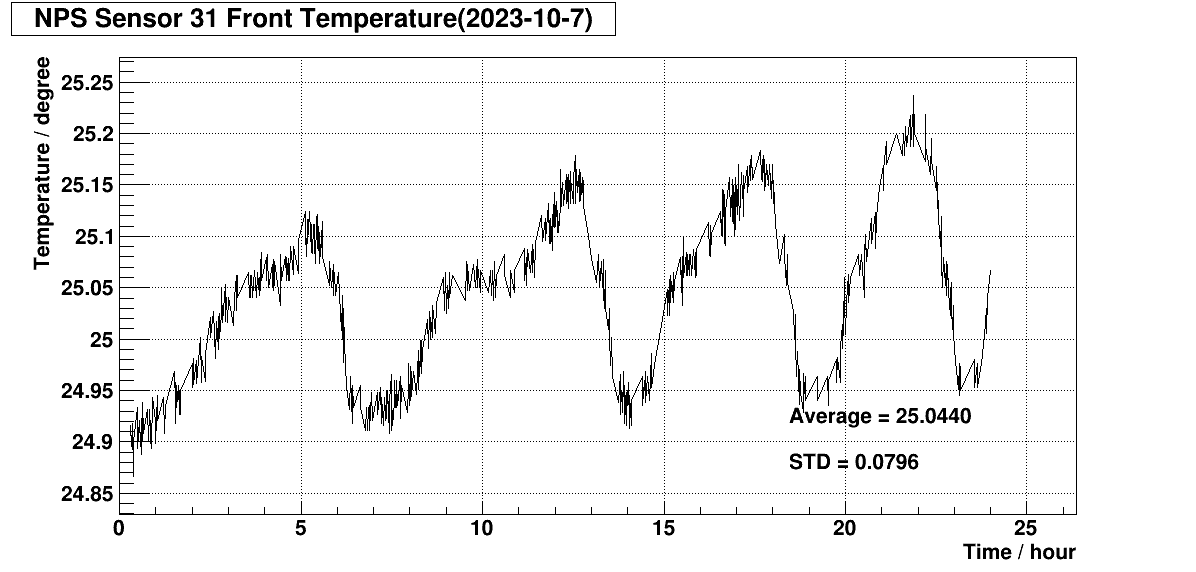 NPS Sensor 31 Front Temperature(2023-10-7)
Temperature / degree
25.25
25.2
25.15
25.1
25.05
25
24.95
24.9
24.85
Average = 25.0440
STD = 0.0796
0 5 10 15 20 25
Time / hour